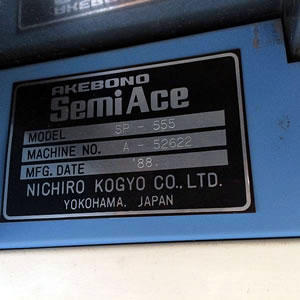 AKEBONO
SemiAce
MODEL SP - 555
MACHINE NO. A - 52622
MFG. DATE '88.
NICHIRO KOGYO CO., LTD.
YOKOHAMA, JAPAN